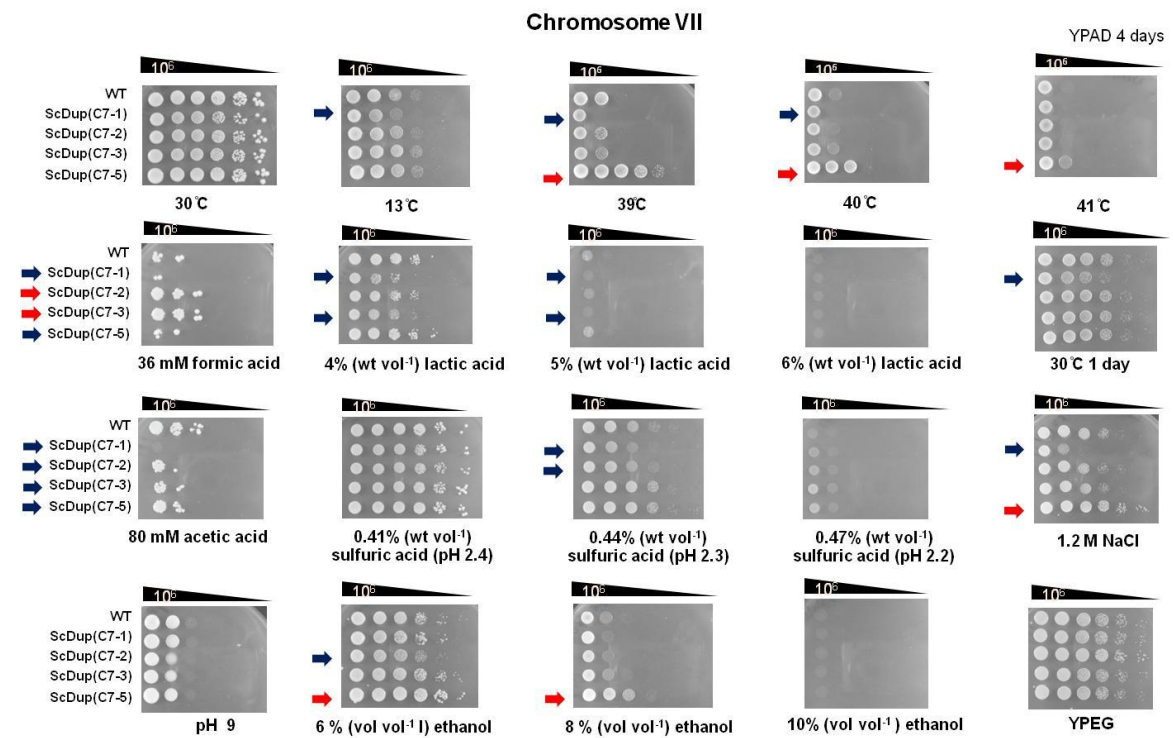 Chromosome VII
YPAD 4 days
10⁶ 10⁶ 10⁶ 10⁶ 10⁶
WT
ScDup(C7-1)
ScDup(C7-2)
ScDup(C7-3)
ScDup(C7-5)
30℃ 13℃ 39℃ 40℃ 41℃
10⁶ 10⁶ 10⁶ 10⁶ 10⁶
WT
ScDup(C7-1)
ScDup(C7-2)
ScDup(C7-3)
ScDup(C7-5)
36 mM formic acid 4% (wt vol⁻¹) lactic acid 5% (wt vol⁻¹) lactic acid 6% (wt vol⁻¹) lactic acid 30℃ 1 day
10⁶ 10⁶ 10⁶ 10⁶ 10⁶
WT
ScDup(C7-1)
ScDup(C7-2)
ScDup(C7-3)
ScDup(C7-5)
80 mM acetic acid 0.41% (wt vol⁻¹) 0.44% (wt vol⁻¹) 0.47% (wt vol⁻¹) 1.2 M NaCl
sulfuric acid (pH 2.4) sulfuric acid (pH 2.3) sulfuric acid (pH 2.2)
10⁶ 10⁶ 10⁶ 10⁶ 10⁶
WT
ScDup(C7-1)
ScDup(C7-2)
ScDup(C7-3)
ScDup(C7-5)
pH 9 6 % (vol vol⁻¹ l) ethanol 8 % (vol vol⁻¹) ethanol 10% (vol vol⁻¹ ) ethanol YPEG